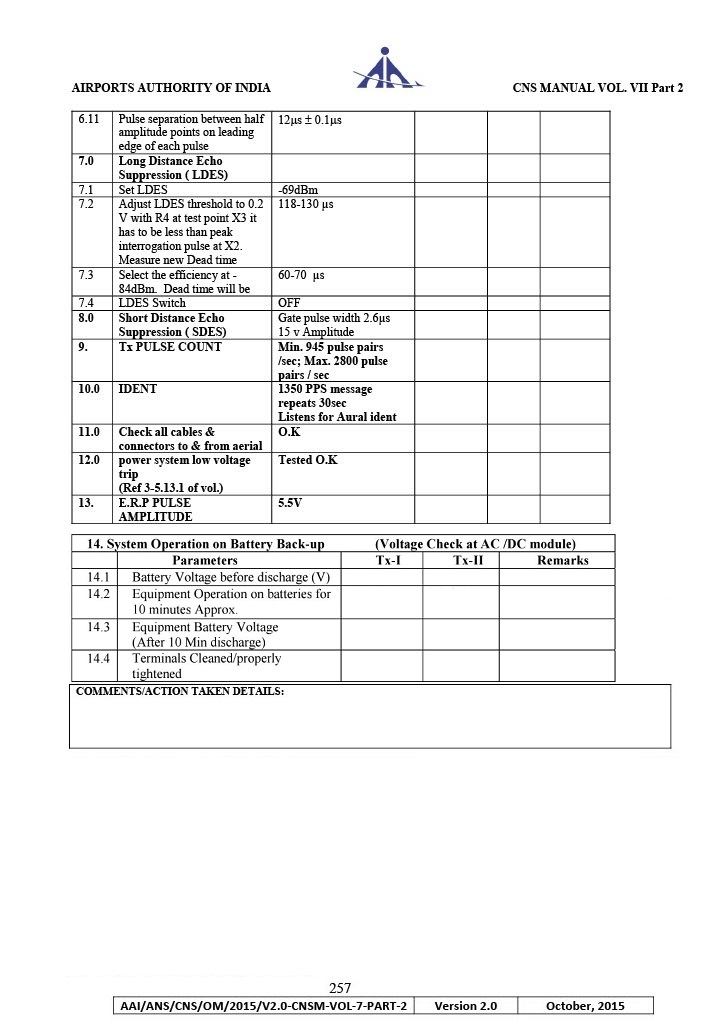 AIRPORTS AUTHORITY OF INDIA CNS MANUAL VOL. VII Part 2
6.11 Pulse separation between half 12µs ± 0.1µs
amplitude points on leading
edge of each pulse
7.0 Long Distance Echo
Suppression ( LDES)
7.1 Set LDES -69dBm
7.2 Adjust LDES threshold to 0.2 118-130 µs
V with R4 at test point X3 it
has to be less than peak
interrogation pulse at X2.
Measure new Dead time
7.3 Select the efficiency at - 60-70 µs
84dBm. Dead time will be
7.4 LDES Switch OFF
8.0 Short Distance Echo Gate pulse width 2.6µs
Suppression ( SDES) 15 v Amplitude
9. Tx PULSE COUNT Min. 945 pulse pairs
/sec; Max. 2800 pulse
pairs / sec
10.0 IDENT 1350 PPS message
repeats 30sec
Listens for Aural ident
11.0 Check all cables & O.K
connectors to & from aerial
12.0 power system low voltage Tested O.K
trip
(Ref 3-5.13.1 of vol.)
13. E.R.P PULSE 5.5V
AMPLITUDE
14. System Operation on Battery Back-up (Voltage Check at AC /DC module)
Parameters Tx-I Tx-II Remarks
14.1 Battery Voltage before discharge (V)
14.2 Equipment Operation on batteries for
10 minutes Approx.
14.3 Equipment Battery Voltage
(After 10 Min discharge)
14.4 Terminals Cleaned/properly
tightened
COMMENTS/ACTION TAKEN DETAILS:
257
AAI/ANS/CNS/OM/2015/V2.0-CNSM-VOL-7-PART-2 Version 2.0 October, 2015